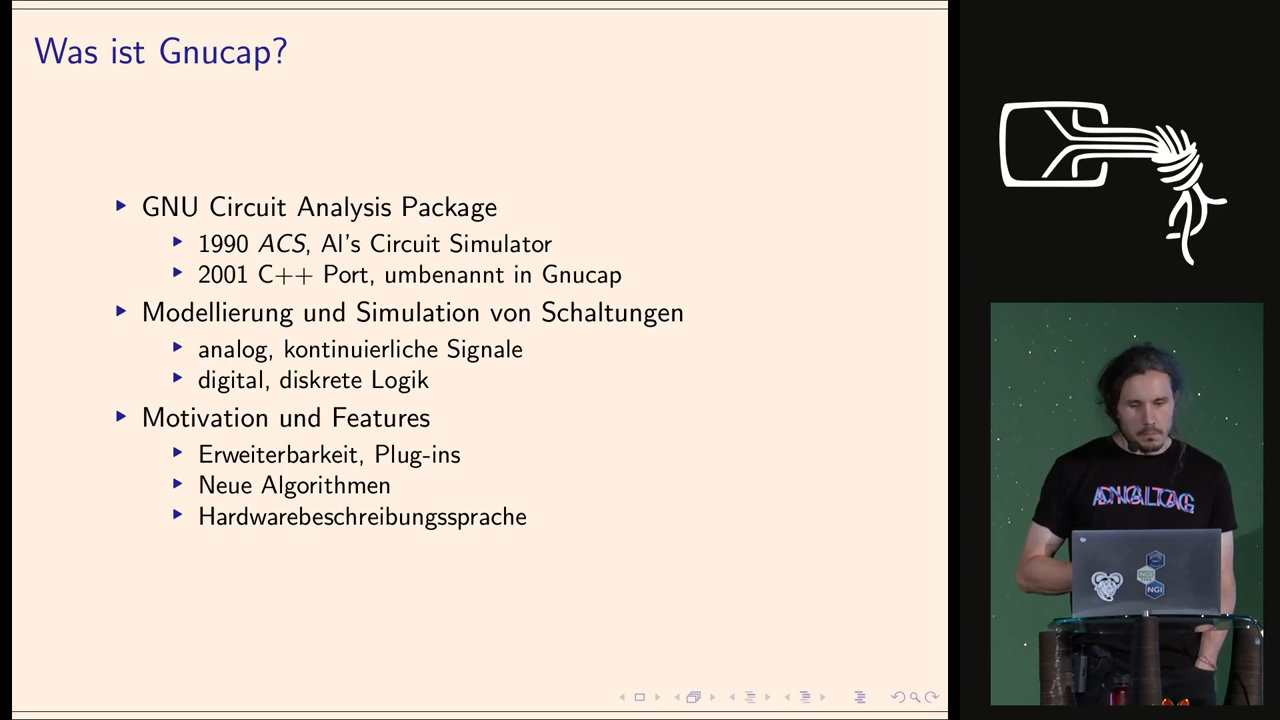 Was ist Gnucap?
GNU Circuit Analysis Package
1990 ACS, Al's Circuit Simulator
2001 C++ Port, umbenannt in Gnucap
Modellierung und Simulation von Schaltungen
analog, kontinuierliche Signale
digital, diskrete Logik
Motivation und Features
Erweiterbarkeit, Plug-ins
Neue Algorithmen
Hardwarebeschreibungssprache
NGI